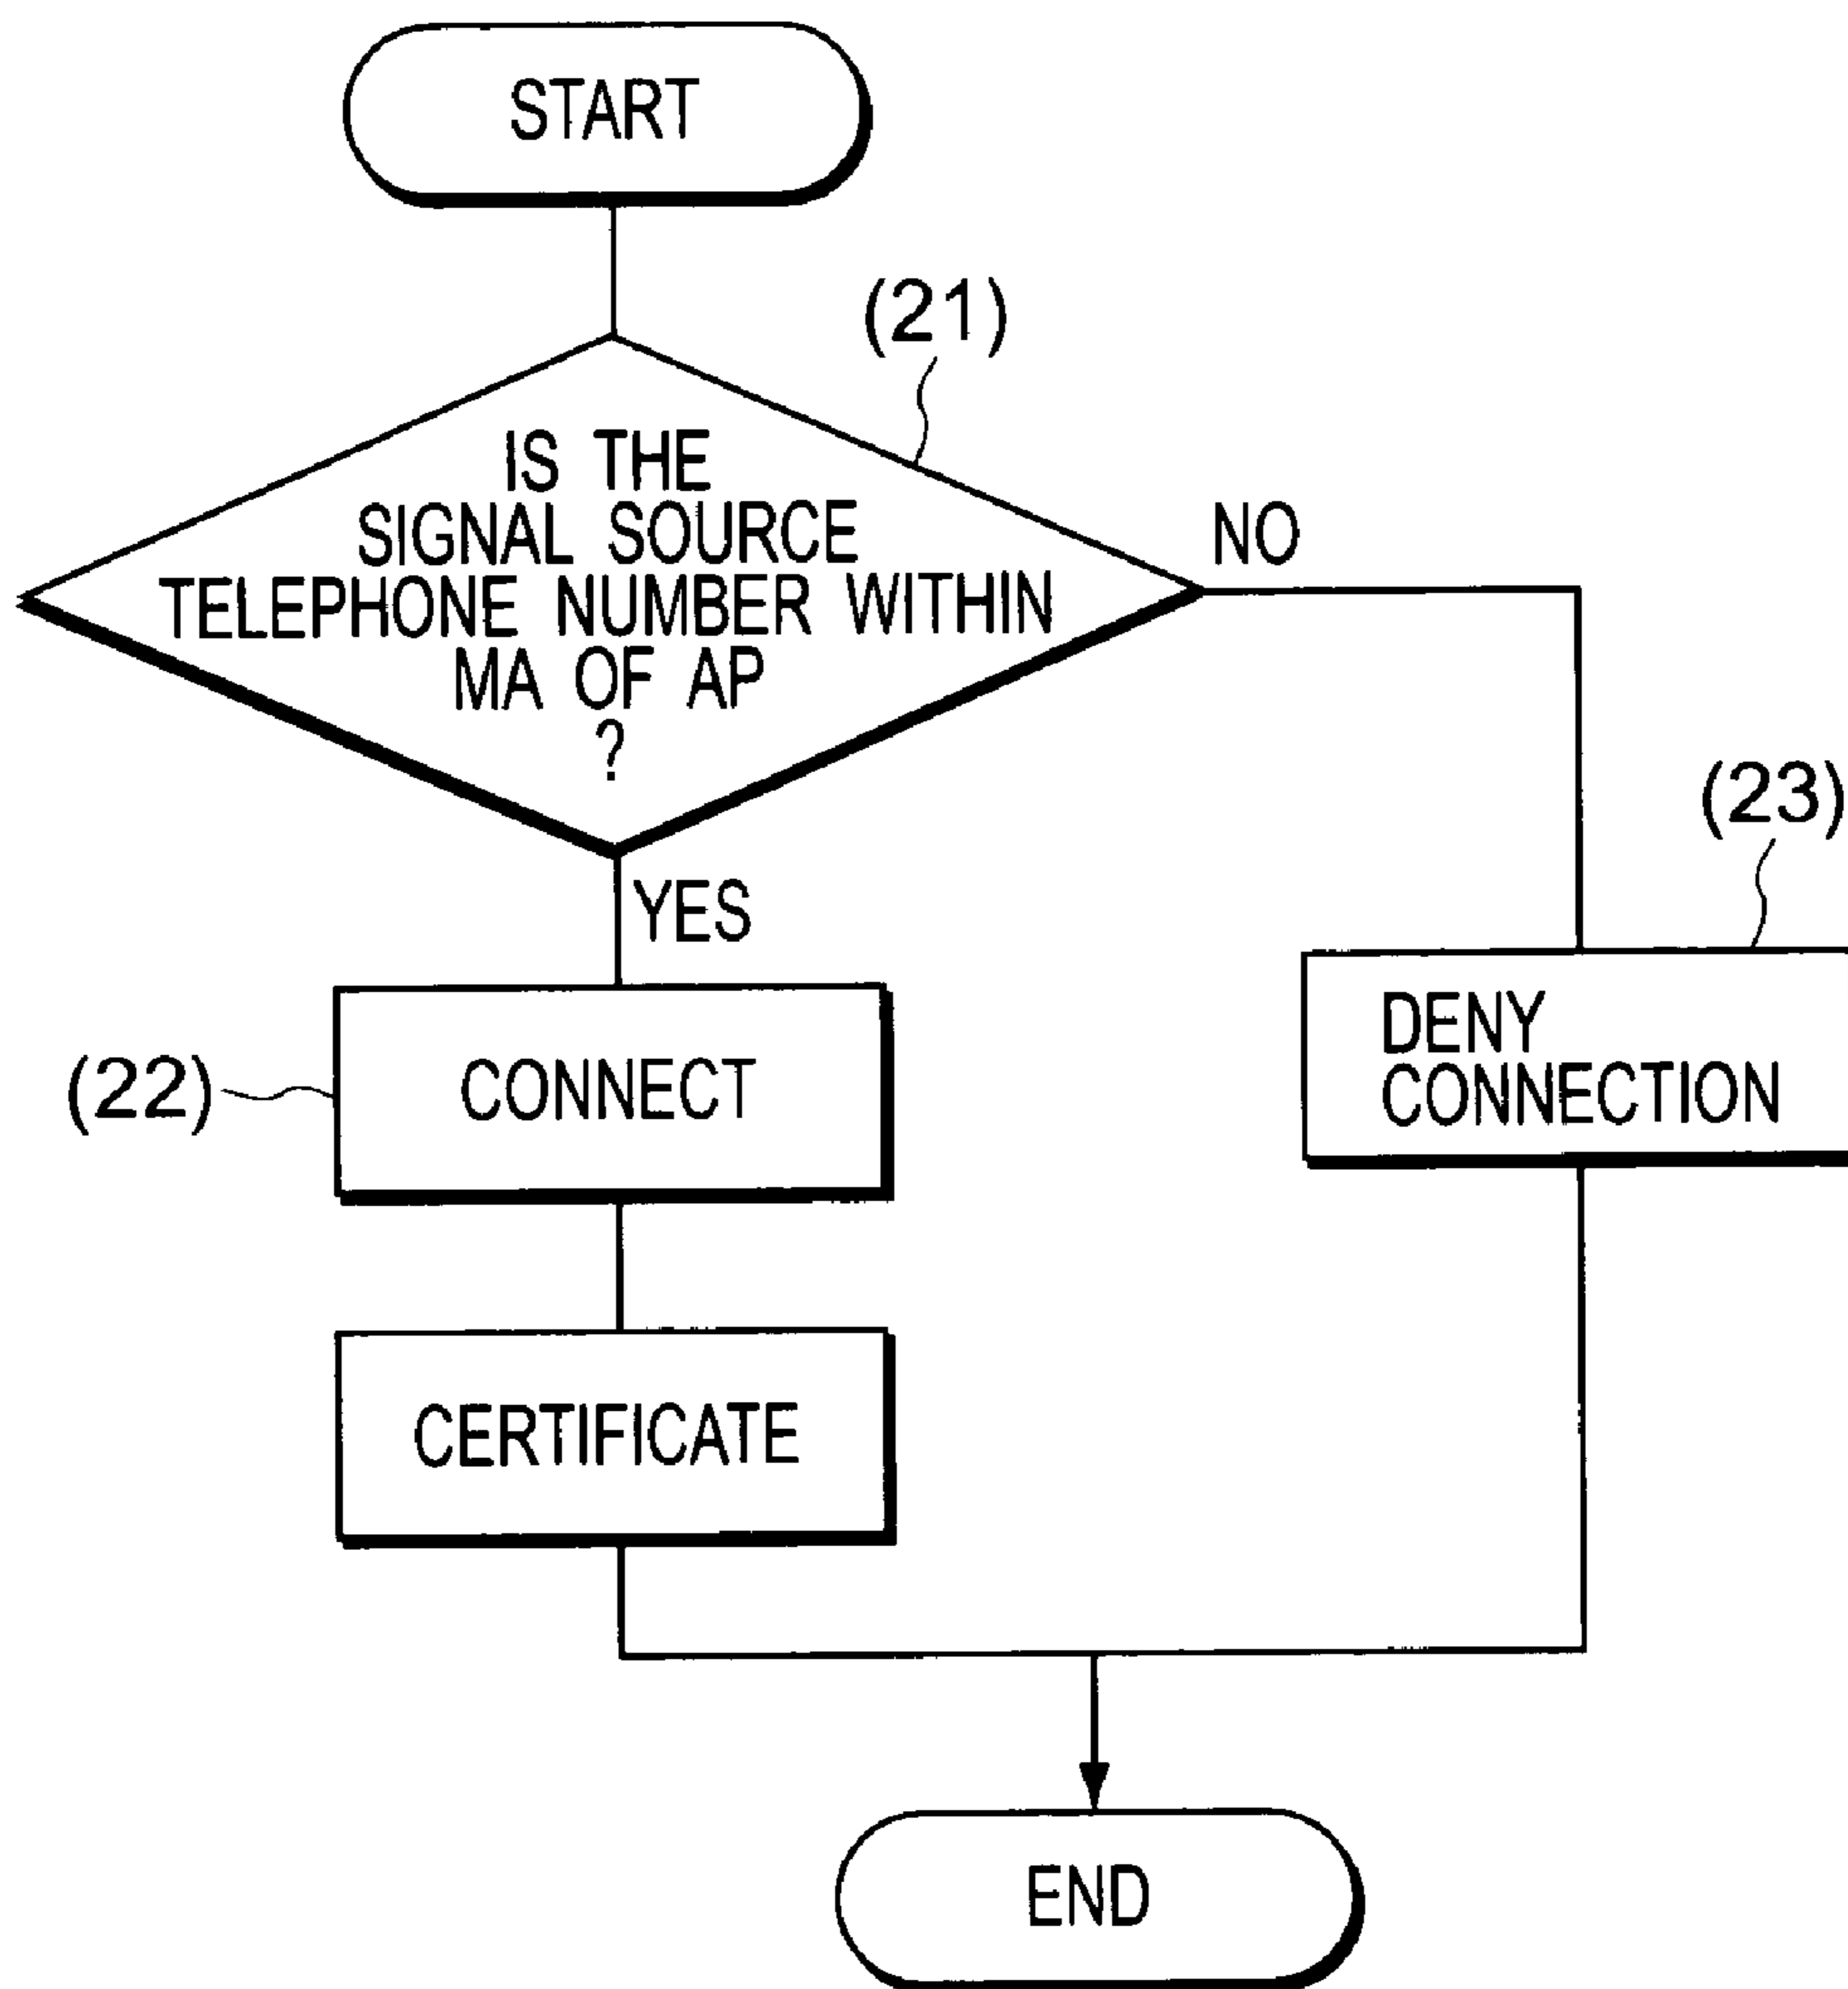 START
(21)
IS THE
SIGNAL SOURCE
TELEPHONE NUMBER WITHIN
MA OF AP
?
NO
YES
(23)
DENY
CONNECTION
(22)
CONNECT
CERTIFICATE
END